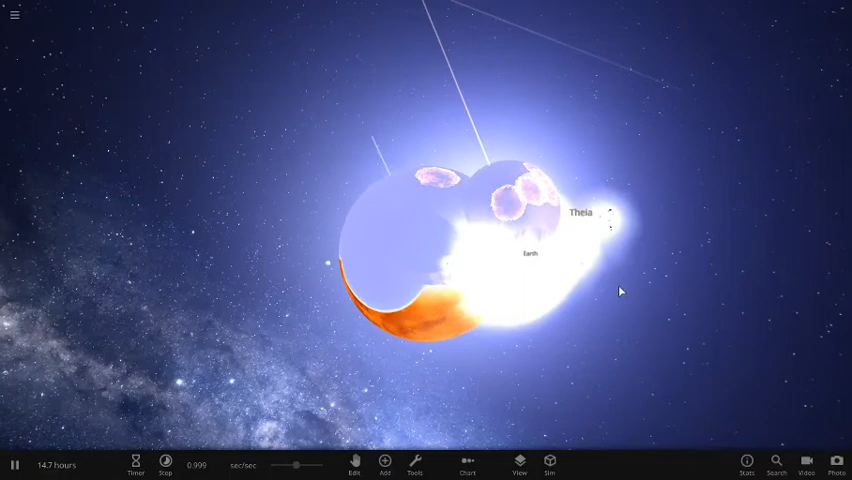 Theia
Earth
14.7 hours
Timer
Step
0.999
sec/sec
Edit
Add
Tools
Chart
View
Sim
Stats
Search
Video
Photo